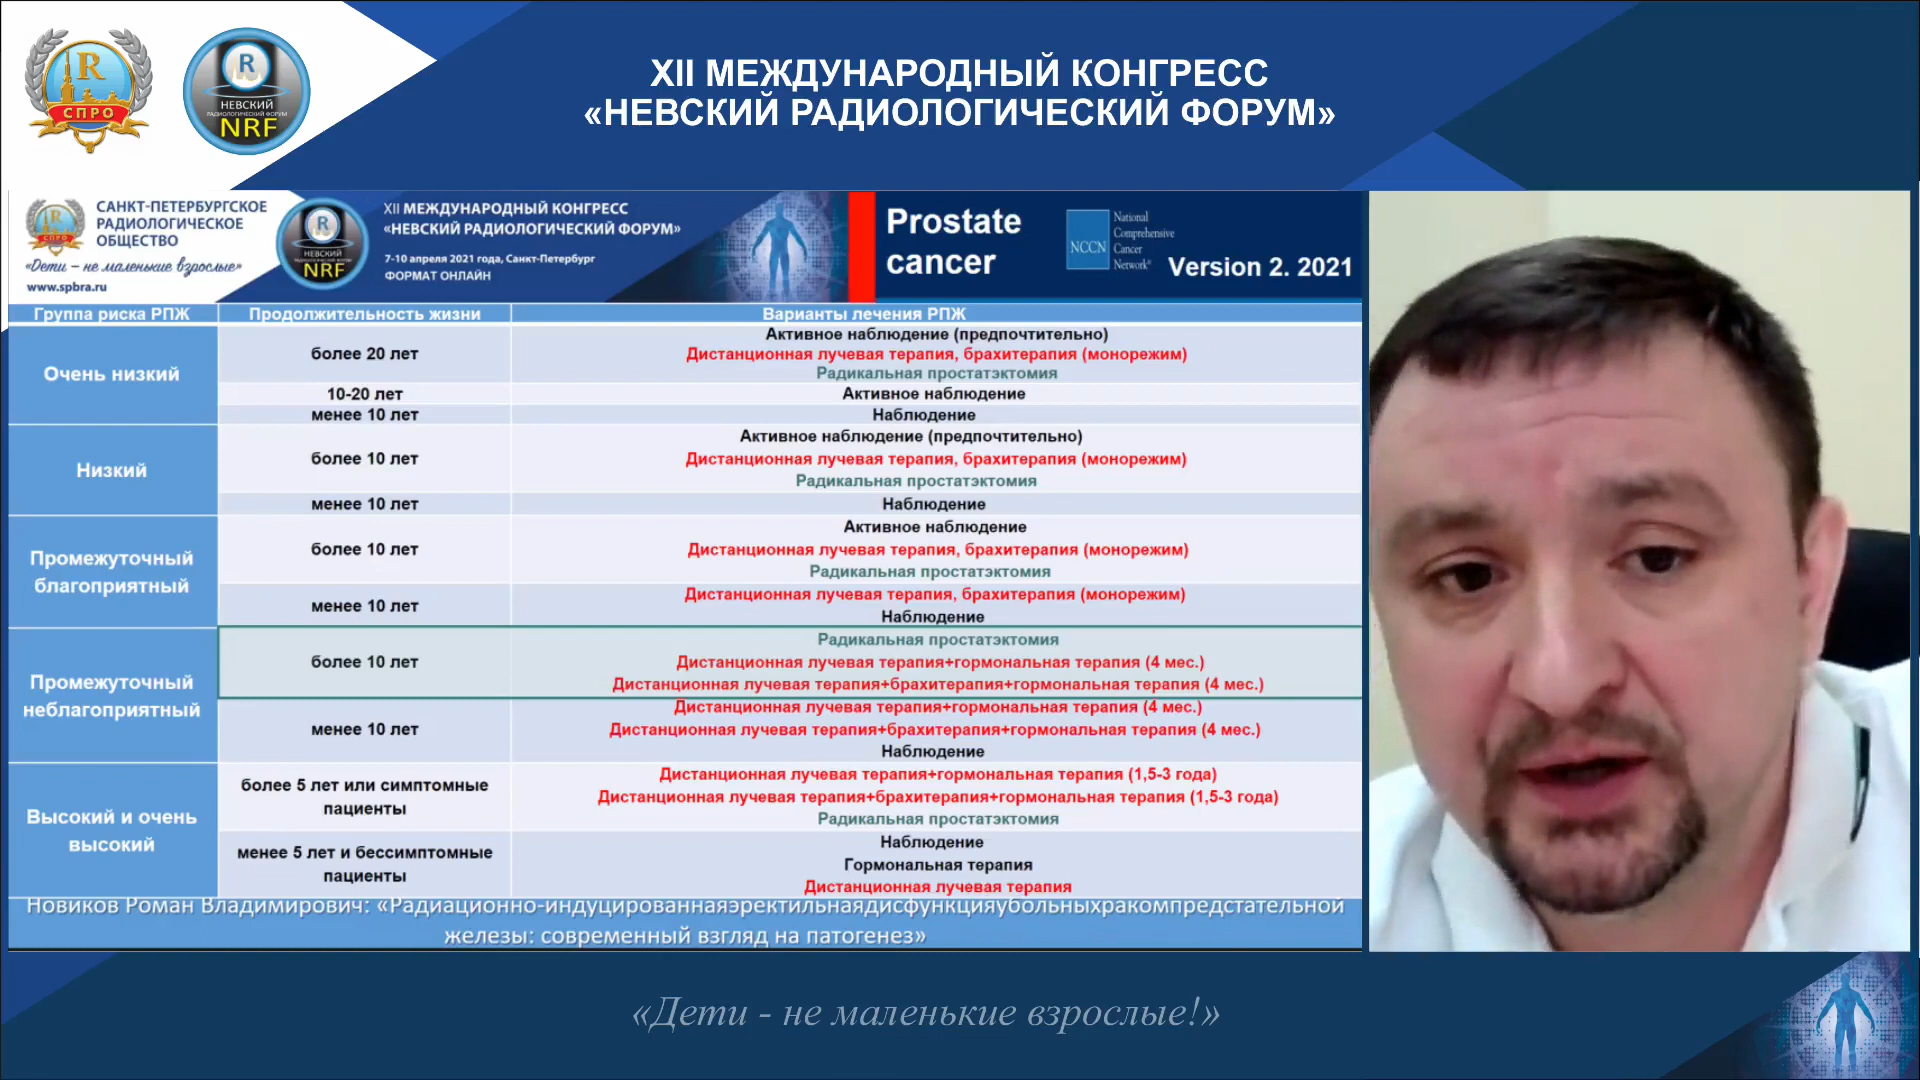 R
СПРО
R
НЕВСКИЙ
РАДИОЛОГИЧЕСКИЙ ФОРУМ
NRF
XII МЕЖДУНАРОДНЫЙ КОНГРЕСС
«НЕВСКИЙ РАДИОЛОГИЧЕСКИЙ ФОРУМ»
R
СПРО
САНКТ-ПЕТЕРБУРГСКОЕ
РАДИОЛОГИЧЕСКОЕ
ОБЩЕСТВО
«Дети – не маленькие взрослые»
www.spbra.ru
R
НЕВСКИЙ
NRF
XII МЕЖДУНАРОДНЫЙ КОНГРЕСС
«НЕВСКИЙ РАДИОЛОГИЧЕСКИЙ ФОРУМ»
7-10 апреля 2021 года, Санкт-Петербург
ФОРМАТ ОНЛАЙН
Prostate
cancer
NCCN
National
Comprehensive
Cancer
Network®
Version 2. 2021
Группа риска РПЖ Продолжительность жизни Варианты лечения РПЖ
Очень низкий
более 20 лет
Активное наблюдение (предпочтительно)
Дистанционная лучевая терапия, брахитерапия (монорежим)
Радикальная простатэктомия
10-20 лет Активное наблюдение
менее 10 лет Наблюдение
Низкий
более 10 лет
Активное наблюдение (предпочтительно)
Дистанционная лучевая терапия, брахитерапия (монорежим)
Радикальная простатэктомия
менее 10 лет Наблюдение
Промежуточный
благоприятный
более 10 лет
Активное наблюдение
Дистанционная лучевая терапия, брахитерапия (монорежим)
Радикальная простатэктомия
менее 10 лет
Дистанционная лучевая терапия, брахитерапия (монорежим)
Наблюдение
Промежуточный
неблагоприятный
более 10 лет
Радикальная простатэктомия
Дистанционная лучевая терапия+гормональная терапия (4 мес.)
Дистанционная лучевая терапия+брахитерапия+гормональная терапия (4 мес.)
менее 10 лет
Дистанционная лучевая терапия+гормональная терапия (4 мес.)
Дистанционная лучевая терапия+брахитерапия+гормональная терапия (4 мес.)
Наблюдение
Высокий и очень
высокий
более 5 лет или симптомные
пациенты
Дистанционная лучевая терапия+гормональная терапия (1,5-3 года)
Дистанционная лучевая терапия+брахитерапия+гормональная терапия (1,5-3 года)
Радикальная простатэктомия
менее 5 лет и бессимптомные
пациенты
Наблюдение
Гормональная терапия
Дистанционная лучевая терапия
Новиков Роман Владимирович: «Радиационно-индуцированнаяэректильнаядисфункцияубольныхракомпредстательной
железы: современный взгляд на патогенез»
«Дети - не маленькие взрослые!»